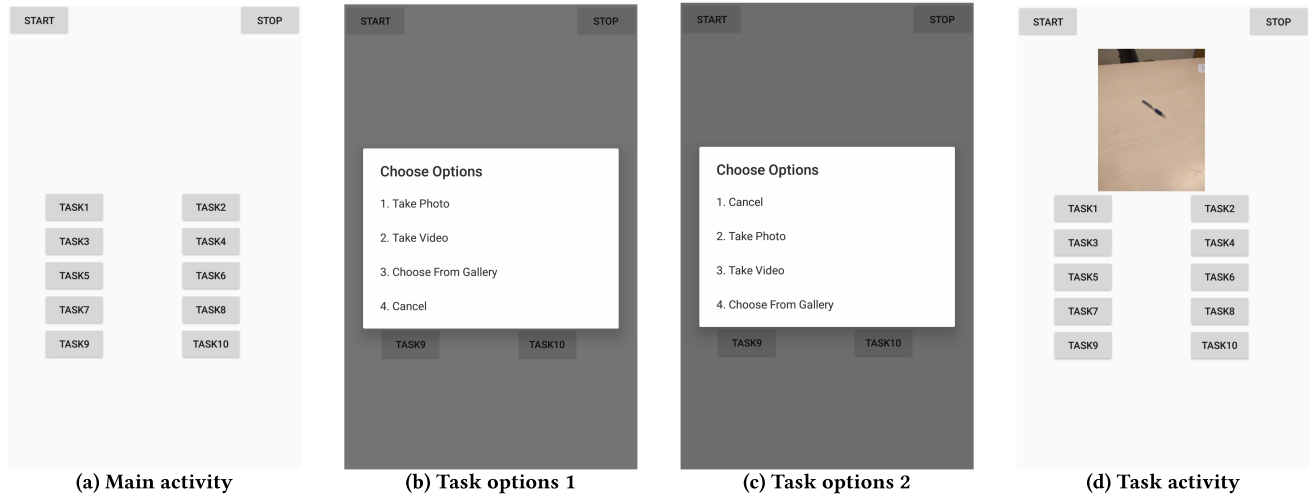 START STOP
TASK1 TASK2
TASK3 TASK4
TASK5 TASK6
TASK7 TASK8
TASK9 TASK10
(a) Main activity
START STOP
Choose Options
1. Take Photo
2. Take Video
3. Choose From Gallery
4. Cancel
TASK9 TASK10
(b) Task options 1
START STOP
Choose Options
1. Cancel
2. Take Photo
3. Take Video
4. Choose From Gallery
TASK9 TASK10
(c) Task options 2
START STOP
TASK1 TASK2
TASK3 TASK4
TASK5 TASK6
TASK7 TASK8
TASK9 TASK10
(d) Task activity